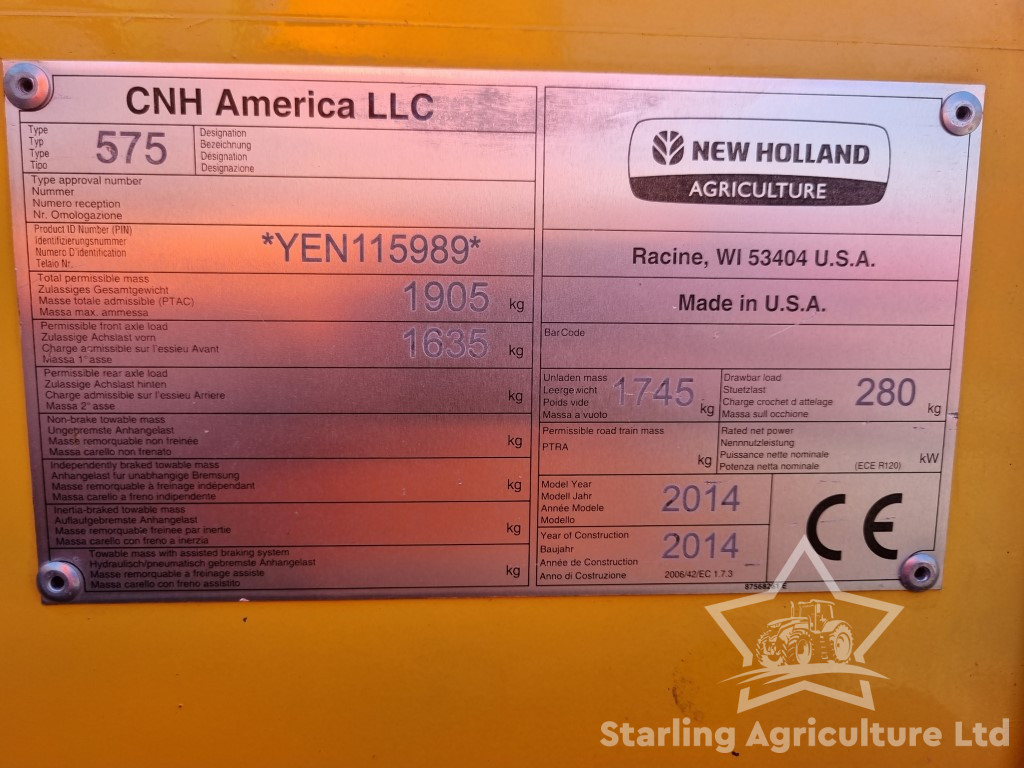 CNH America LLC
Type
Typ
Type
Tipo
575
Designation
Bezeichnung
Désignation
Designazione
Type approval number
Nummer
Numero reception
Nr. Omologazione
Product ID Number (PIN)
Identifizierungsnummer
Numero D'identification
Telaio Nr.
*YEN115989*
Total permissible mass
Zulassiges Gesamtgewicht
Masse totale admissible (PTAC)
Massa max. ammessa
1905 kg
Permissible front axle load
Zulassige Achslast vorn
Charge admissible sur l'essieu Avant
Massa 1° asse
1635 kg
Permissible rear axle load
Zulassige Achslast hinten
Charge admissible sur l'essieu Arriere
Massa 2° asse
kg
Non-brake towable mass
Ungepremste Anhangelast
Masse remorquable non freinée
Massa carello non frenato
kg
Independently braked towable mass
Anhangelast fur unabhangige Bremsung
Masse remorquable a freinage indépendant
Massa carello a freno indipendente
kg
Inertia-braked towable mass
Auflaufgebremste Anhangelast
Masse remorquable freinee par inertie
Massa carello con freno a inerzia
kg
Towable mass with assisted braking system
Hydraulisch/pneumatisch gebremste Anhangelast
Masse remorquable a freinage assiste
Massa carello con freno assistito
kg
NEW HOLLAND
AGRICULTURE
Racine, WI 53404 U.S.A.
Made in U.S.A.
BarCode
Unladen mass
Leergewicht
Poids vide
Massa a vuoto
1745 kg
Drawbar load
Stuetzlast
Charge crochet d attelage
Massa sull occhione
280 kg
Permissible road train mass
PTRA
kg
Rated net power
Nennnutzleistung
Puissance nette nominale
Potenza netta nominale
(ECE R120)
kW
Model Year
Modell Jahr
Année Modele
Modello
2014
Year of Construction
Baujahr
Année de Construction
Anno di Costruzione
2014
2006/42/EC 1.7.3
CE
Starling Agriculture Ltd